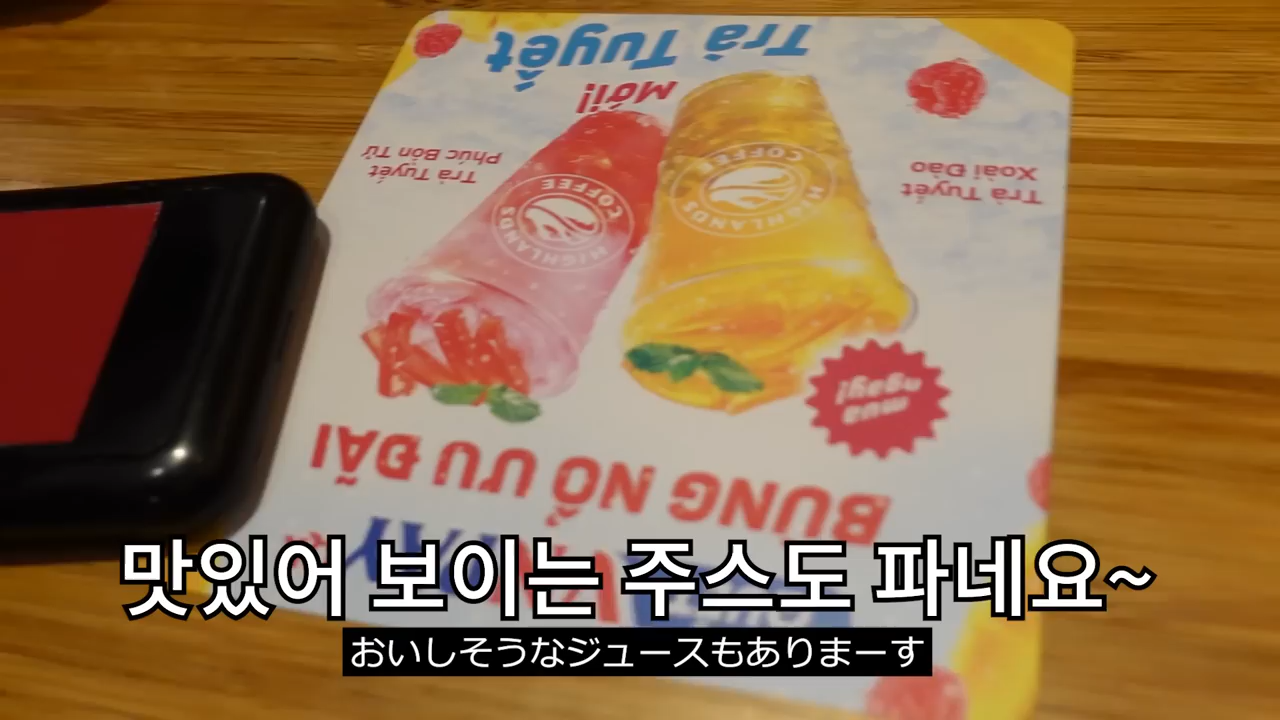 Trà Tuyết
Mới!
Trà Tuyết
Phúc Bồn Tử
Trà Tuyết
Xoài Đào
HIGHLANDS
COFFEE
HIGHLANDS
COFFEE
mua
ngay!
BUNG NỔ ƯU ĐÃI
맛있어 보이는 주스도 파네요~
おいしそうなジュースもありまーす